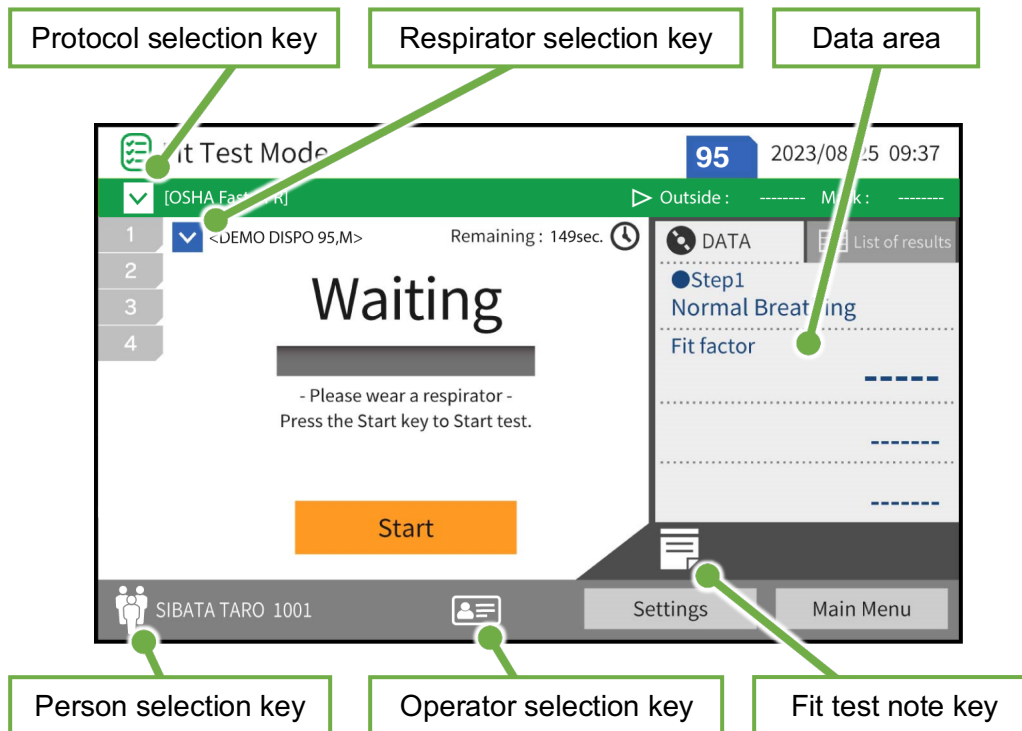 Protocol selection key
Respirator selection key
Data area
Fit Test Mode
95
2023/08/25 09:37
[OSHA Fast
R]
Outside : -------- Mask : --------
1
<DEMO DISPO 95,M>
Remaining : 149sec.
DATA
List of results
2
3
4
Waiting
Step1
Normal Breathing
Fit factor
-----
- Please wear a respirator -
Press the Start key to Start test.
-------
-------
Start
SIBATA TARO 1001
Settings
Main Menu
Person selection key
Operator selection key
Fit test note key